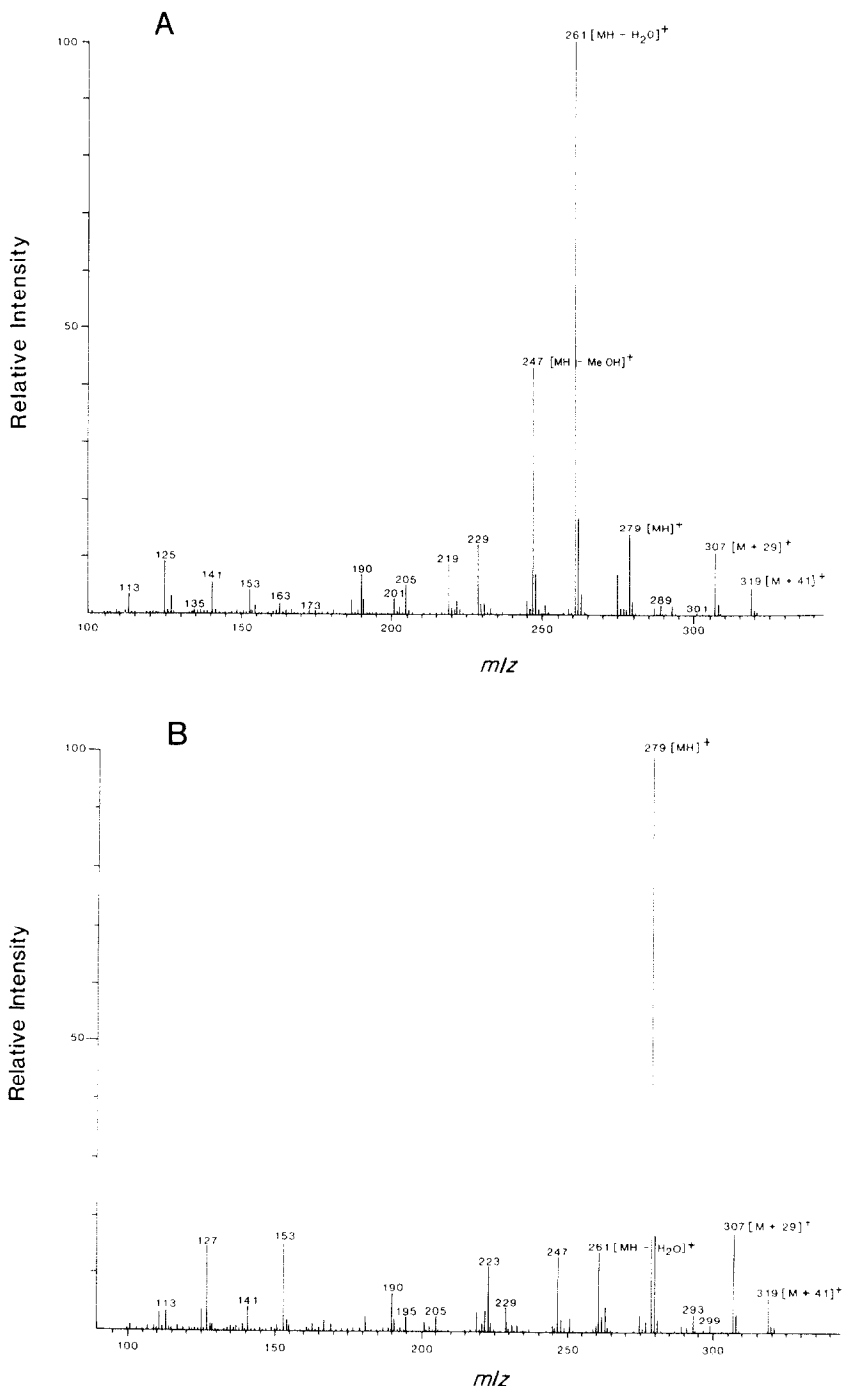 A
100
261 [MH - H2O]+
Relative Intensity
50
247 [MH - MeOH]+
279 [MH]+
307 [M + 29]+
319 [M + 41]+
113
125
135
141
153
163
173
190
201
205
219
229
289
301
100
150
200
250
300
m/z
B
100
279 [MH]+
Relative Intensity
50
307 [M + 29]+
319 [M + 41]+
261 [MH - H2O]+
113
127
141
153
190
195
205
223
229
247
293
299
100
150
200
250
300
m/z